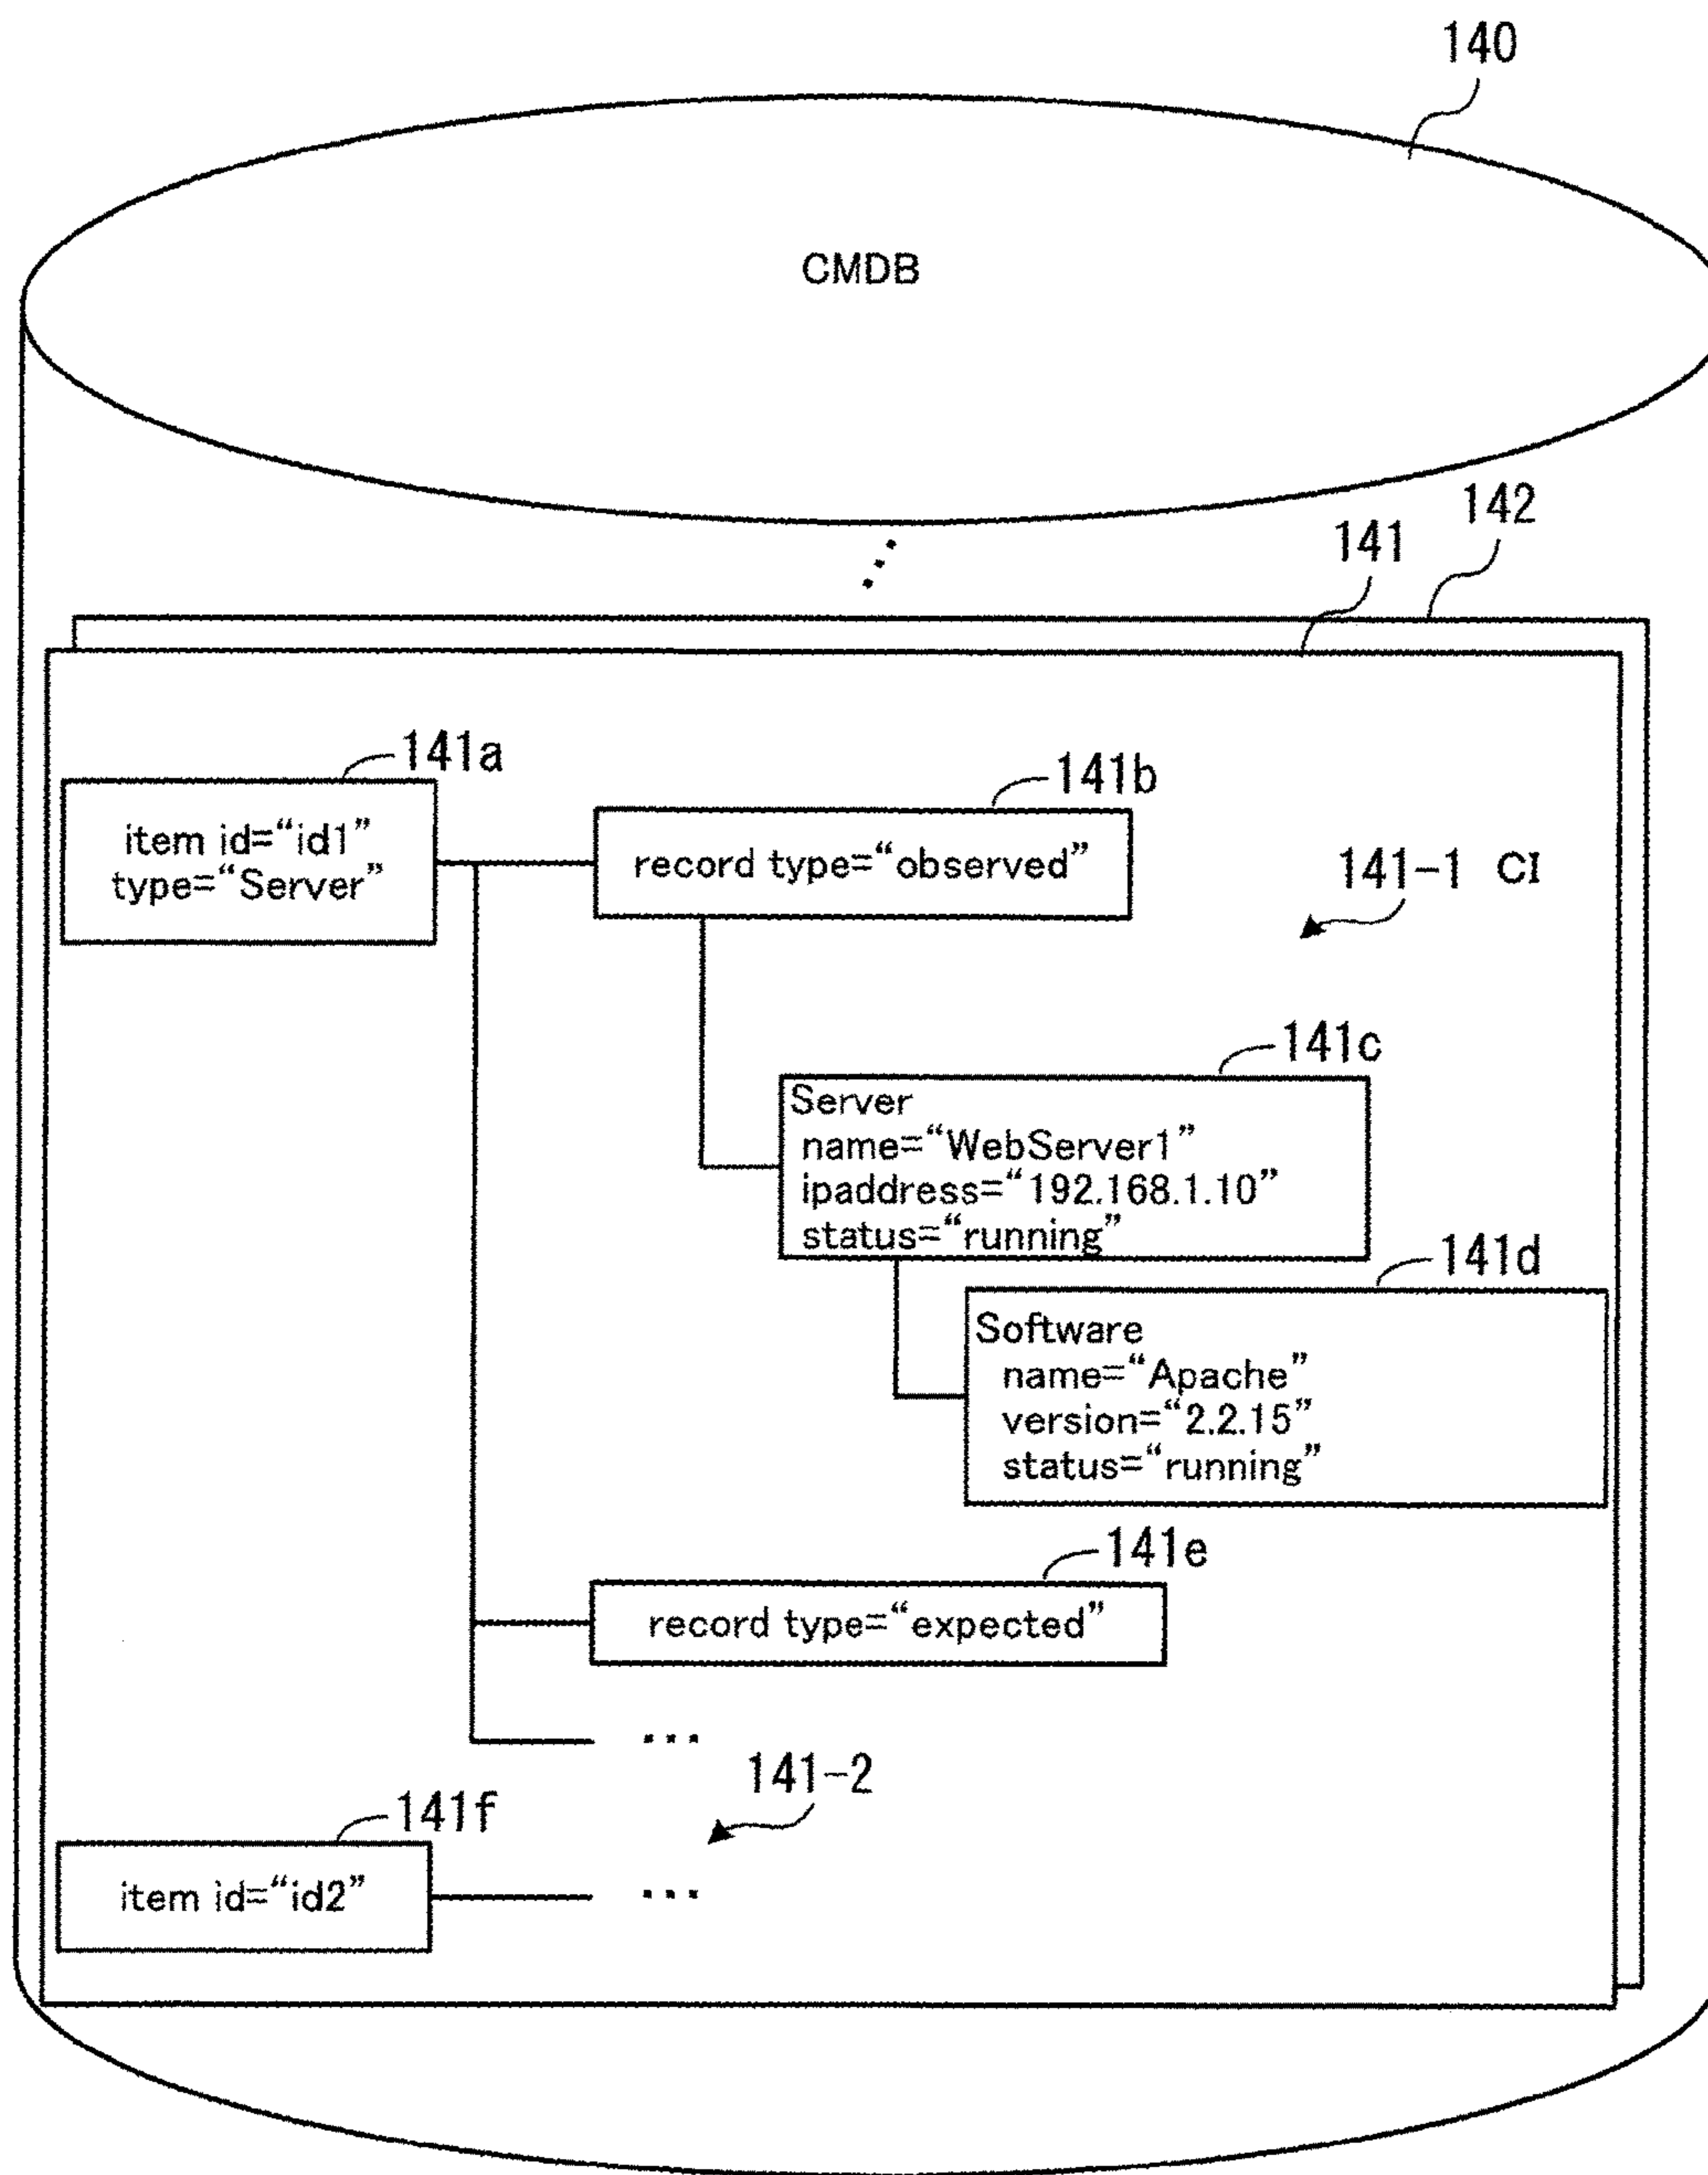 140
CMDB
142
141
141a
item id=“id1”
type=“Server”
141b
record type=“observed”
141-1 CI
141c
Server
name=“WebServer1”
ipaddress=“192.168.1.10”
status=“running”
141d
Software
name=“Apache”
version=“2.2.15”
status=“running”
141e
record type=“expected”
...
141-2
141f
item id=“id2”
...